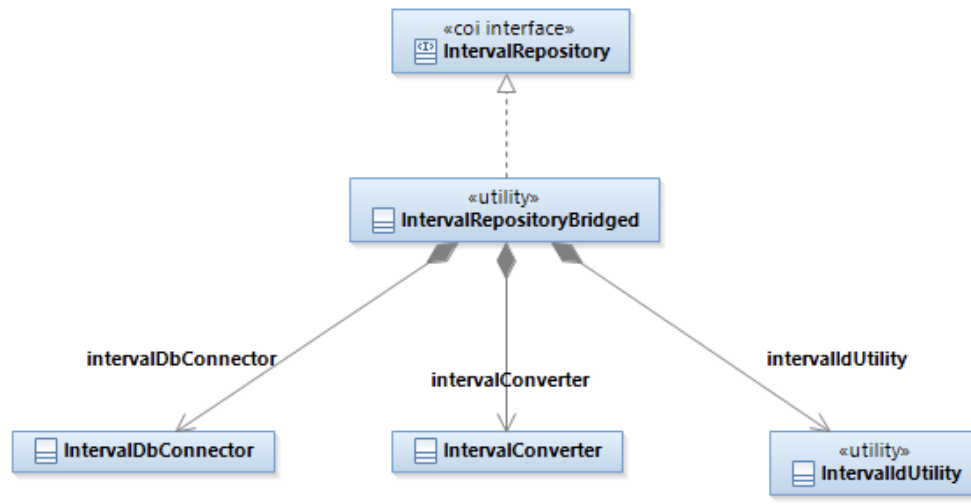 «coi interface»
IntervalRepository
«utility»
IntervalRepositoryBridged
intervalDbConnector
intervalConverter
intervalIdUtility
IntervalDbConnector
IntervalConverter
«utility»
IntervalIdUtility